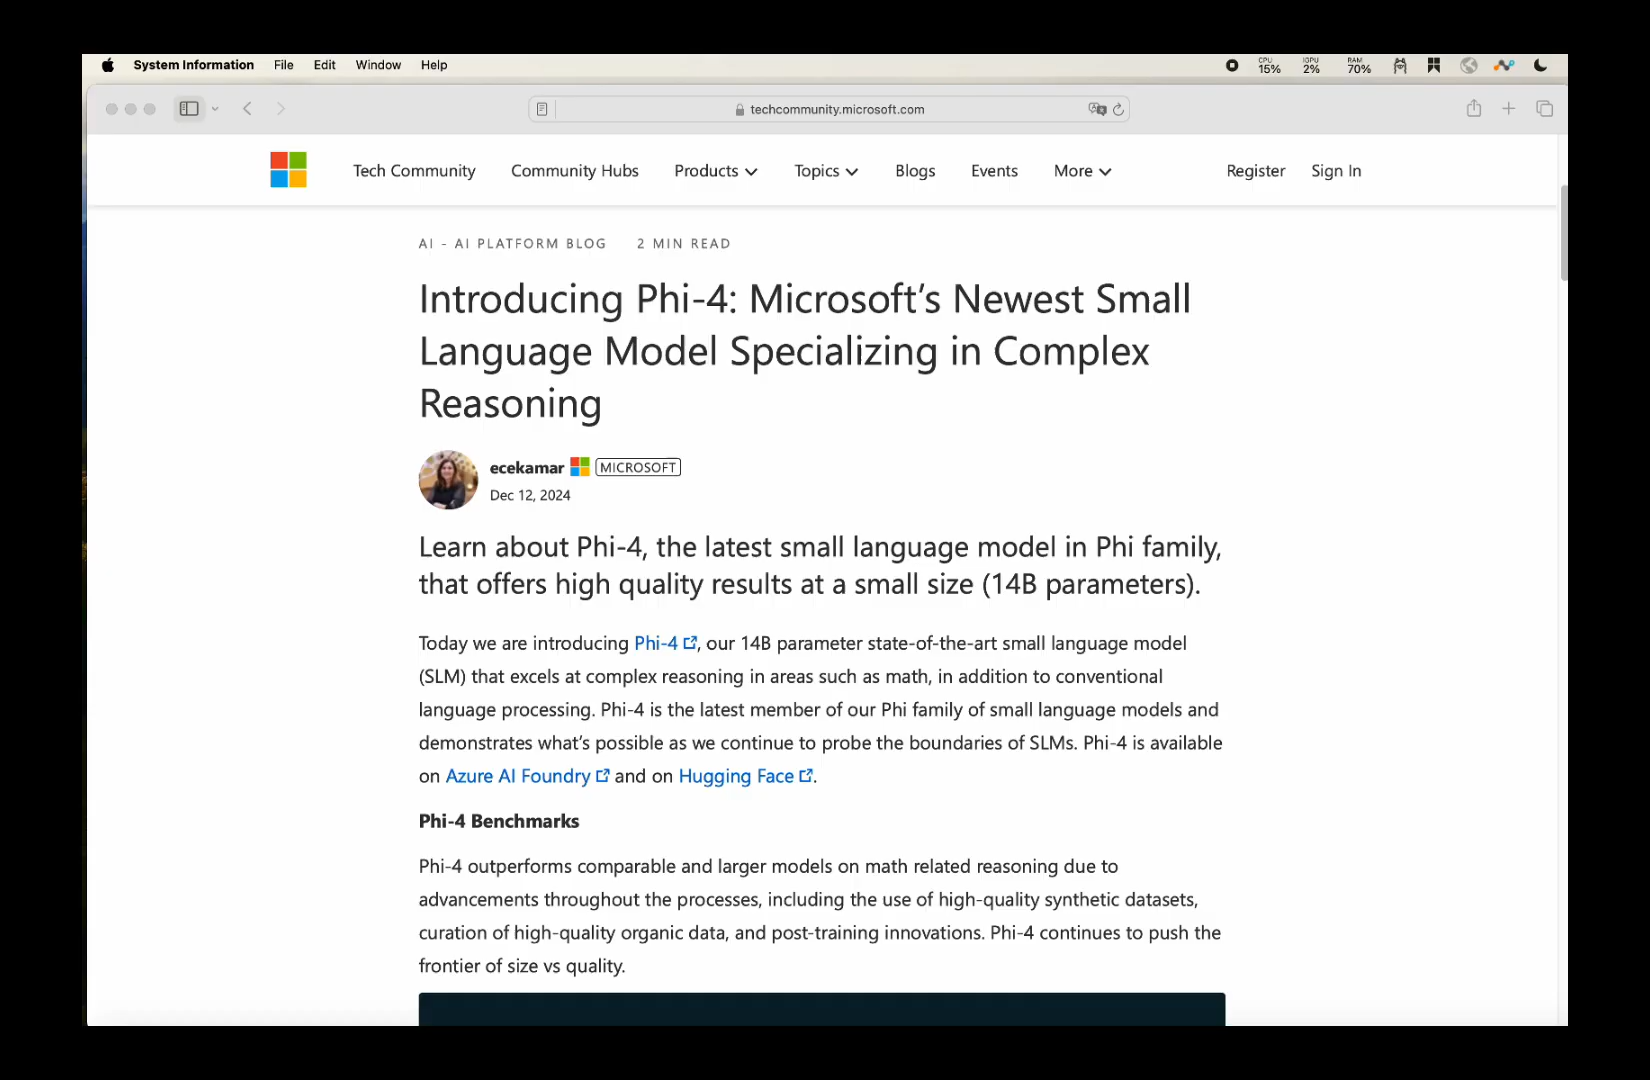 System Information File Edit Window Help
CPU 15% IGPU 2% RAM 70%
techcommunity.microsoft.com
Tech Community Community Hubs Products Topics Blogs Events More Register Sign In
AI - AI PLATFORM BLOG 2 MIN READ
Introducing Phi-4: Microsoft’s Newest Small
Language Model Specializing in Complex
Reasoning
ecekamar MICROSOFT
Dec 12, 2024
Learn about Phi-4, the latest small language model in Phi family,
that offers high quality results at a small size (14B parameters).
Today we are introducing Phi-4, our 14B parameter state-of-the-art small language model
(SLM) that excels at complex reasoning in areas such as math, in addition to conventional
language processing. Phi-4 is the latest member of our Phi family of small language models and
demonstrates what’s possible as we continue to probe the boundaries of SLMs. Phi-4 is available
on Azure AI Foundry and on Hugging Face.
Phi-4 Benchmarks
Phi-4 outperforms comparable and larger models on math related reasoning due to
advancements throughout the processes, including the use of high-quality synthetic datasets,
curation of high-quality organic data, and post-training innovations. Phi-4 continues to push the
frontier of size vs quality.